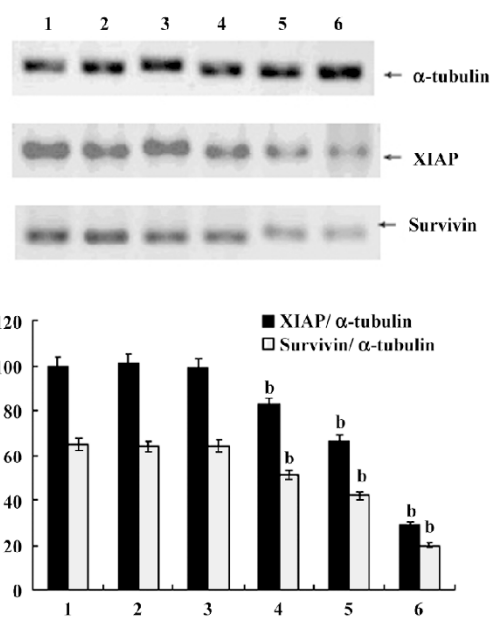 1 2 3 4 5 6
α-tubulin
XIAP
Survivin
120
100
80
60
40
20
0
XIAP/ α-tubulin
Survivin/ α-tubulin
b b b b b b
1 2 3 4 5 6